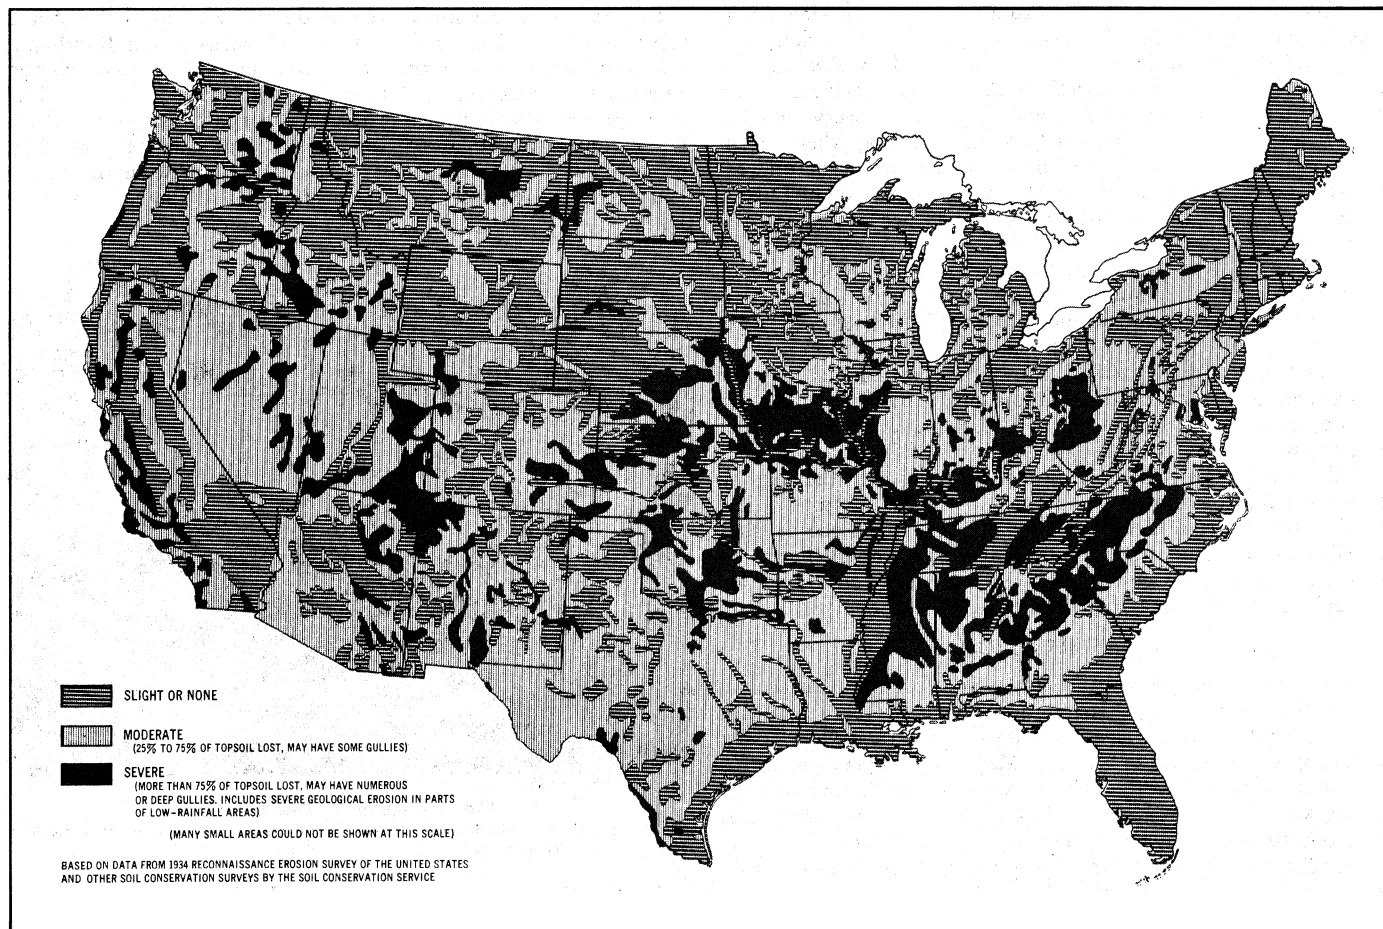 SLIGHT OR NONE
MODERATE
(25% TO 75% OF TOPSOIL LOST, MAY HAVE SOME GULLIES)
SEVERE
(MORE THAN 75% OF TOPSOIL LOST, MAY HAVE NUMEROUS
OR DEEP GULLIES. INCLUDES SEVERE GEOLOGICAL EROSION IN PARTS
OF LOW-RAINFALL AREAS)
(MANY SMALL AREAS COULD NOT BE SHOWN AT THIS SCALE)
BASED ON DATA FROM 1934 RECONNAISSANCE EROSION SURVEY OF THE UNITED STATES
AND OTHER SOIL CONSERVATION SURVEYS BY THE SOIL CONSERVATION SERVICE